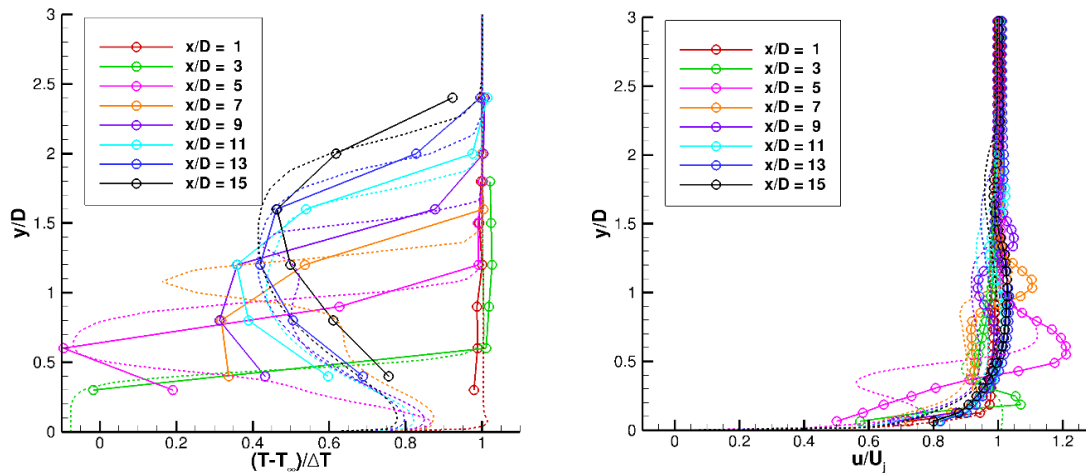 3
2.5
2
1.5
1
0.5
0
y/D
x/D = 1
x/D = 3
x/D = 5
x/D = 7
x/D = 9
x/D = 11
x/D = 13
x/D = 15
0 0.2 0.4 0.6 0.8 1
(T-T∞)/ΔT
3
2.5
2
1.5
1
0.5
0
y/D
x/D = 1
x/D = 3
x/D = 5
x/D = 7
x/D = 9
x/D = 11
x/D = 13
x/D = 15
0 0.2 0.4 0.6 0.8 1 1.2
u/Uj